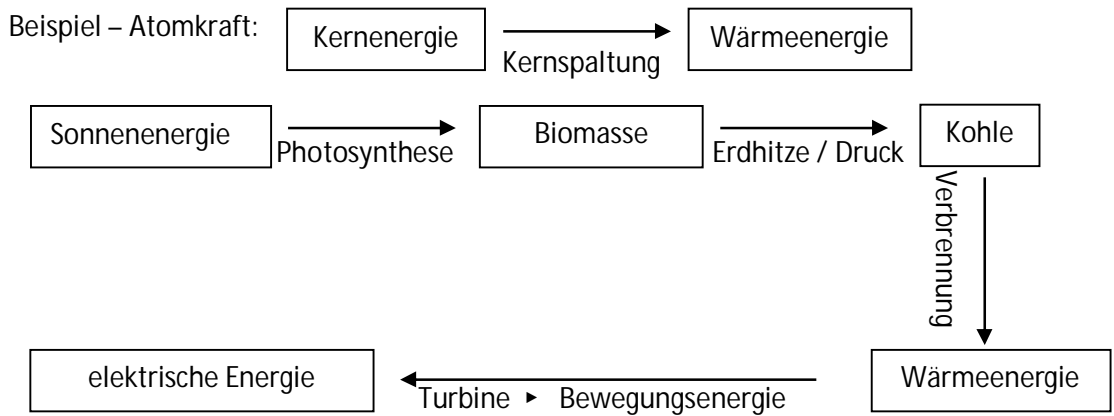 Beispiel – Atomkraft:
Kernenergie
Kernspaltung
Wärmeenergie
Sonnenenergie
Photosynthese
Biomasse
Erdhitze / Druck
Kohle
Verbrennung
Wärmeenergie
Turbine ▸ Bewegungsenergie
elektrische Energie